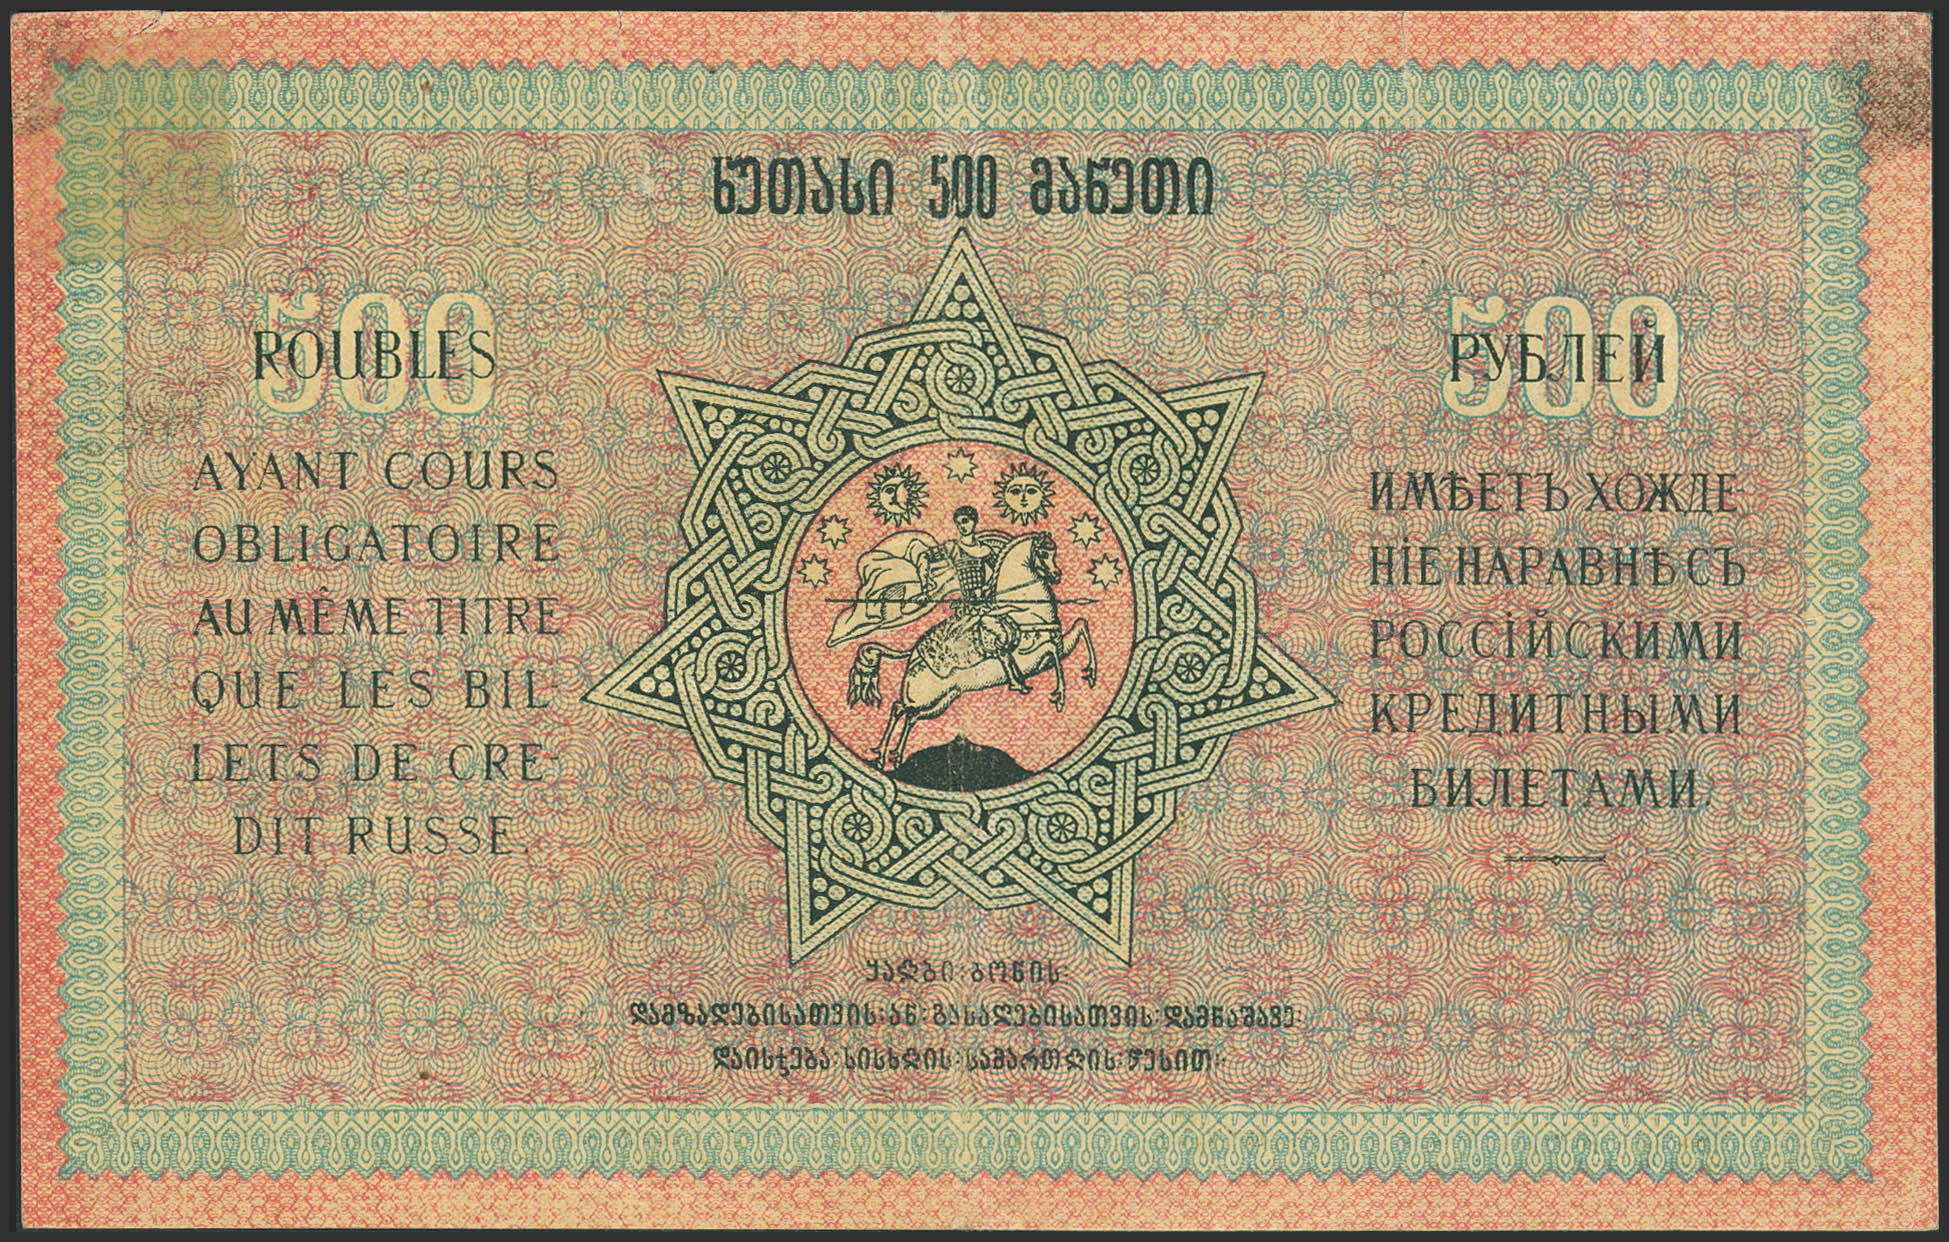 ხუთასი 500 მანეთი
500
ROUBLES
AYANT COURS
OBLIGATOIRE
AU MÊME TITRE
QUE LES BIL-
LETS DE CRE-
DIT RUSSE.
500
РУБЛЕЙ
ИМѢЕТЪ ХОЖДЕ-
НІЕ НАРАВНѢ СЪ
РОССІЙСКИМИ
КРЕДИТНЫМИ
БИЛЕТАМИ.
ყალბი: ბონის:
დამზადებისათვის: ან: გასაღებისათვის: დამნაშავე:
დაისჯება: სისხლის: სამართლის: წესით: